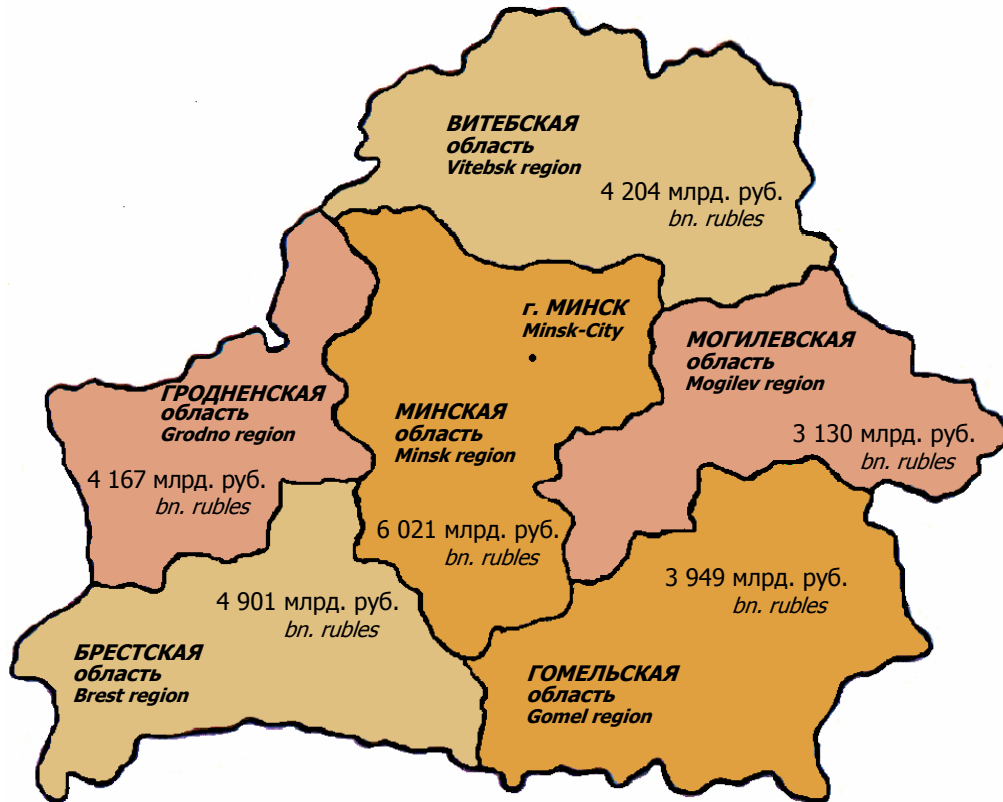 ВИТЕБСКАЯ
область
Vitebsk region
4 204 млрд. руб.
bn. rubles
г. МИНСК
Minsk-City
МОГИЛЕВСКАЯ
область
Mogilev region
3 130 млрд. руб.
bn. rubles
ГРОДНЕНСКАЯ
область
Grodno region
4 167 млрд. руб.
bn. rubles
МИНСКАЯ
область
Minsk region
6 021 млрд. руб.
bn. rubles
3 949 млрд. руб.
bn. rubles
ГОМЕЛЬСКАЯ
область
Gomel region
4 901 млрд. руб.
bn. rubles
БРЕСТСКАЯ
область
Brest region